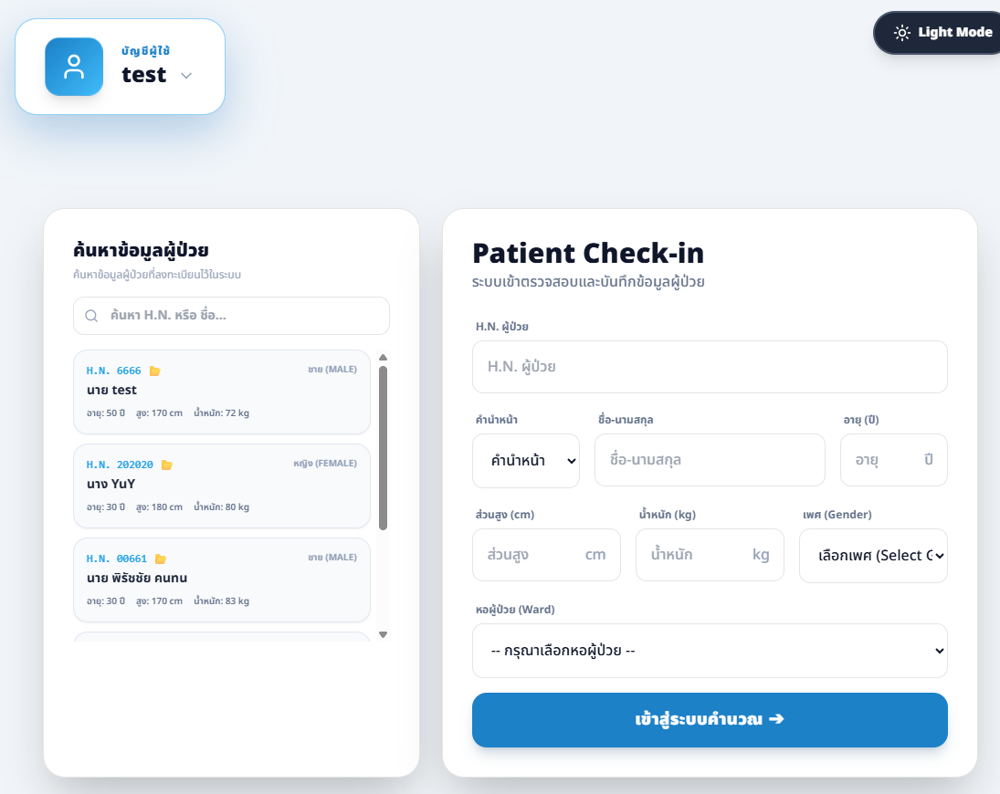 บัญชีผู้ใช้
test
Light Mode
ค้นหาข้อมูลผู้ป่วย
ค้นหาข้อมูลผู้ป่วยที่ลงทะเบียนไว้ในระบบ
ค้นหา H.N. หรือ ชื่อ...
H.N. 6666 ชาย (MALE)
นาย test
อายุ: 50 ปี สูง: 170 cm น้ำหนัก: 72 kg
H.N. 202020 หญิง (FEMALE)
นาง YuY
อายุ: 30 ปี สูง: 180 cm น้ำหนัก: 80 kg
H.N. 00661 ชาย (MALE)
นาย พิรัชชัย คนทน
อายุ: 30 ปี สูง: 170 cm น้ำหนัก: 83 kg
Patient Check-in
ระบบเข้าตรวจสอบและบันทึกข้อมูลผู้ป่วย
H.N. ผู้ป่วย
H.N. ผู้ป่วย
คำนำหน้า ชื่อ-นามสกุล อายุ (ปี)
คำนำหน้า ชื่อ-นามสกุล อายุ ปี
ส่วนสูง (cm) น้ำหนัก (kg) เพศ (Gender)
ส่วนสูง cm น้ำหนัก kg เลือกเพศ (Select G
หอผู้ป่วย (Ward)
-- กรุณาเลือกหอผู้ป่วย --
เข้าสู่ระบบคำนวณ ➔